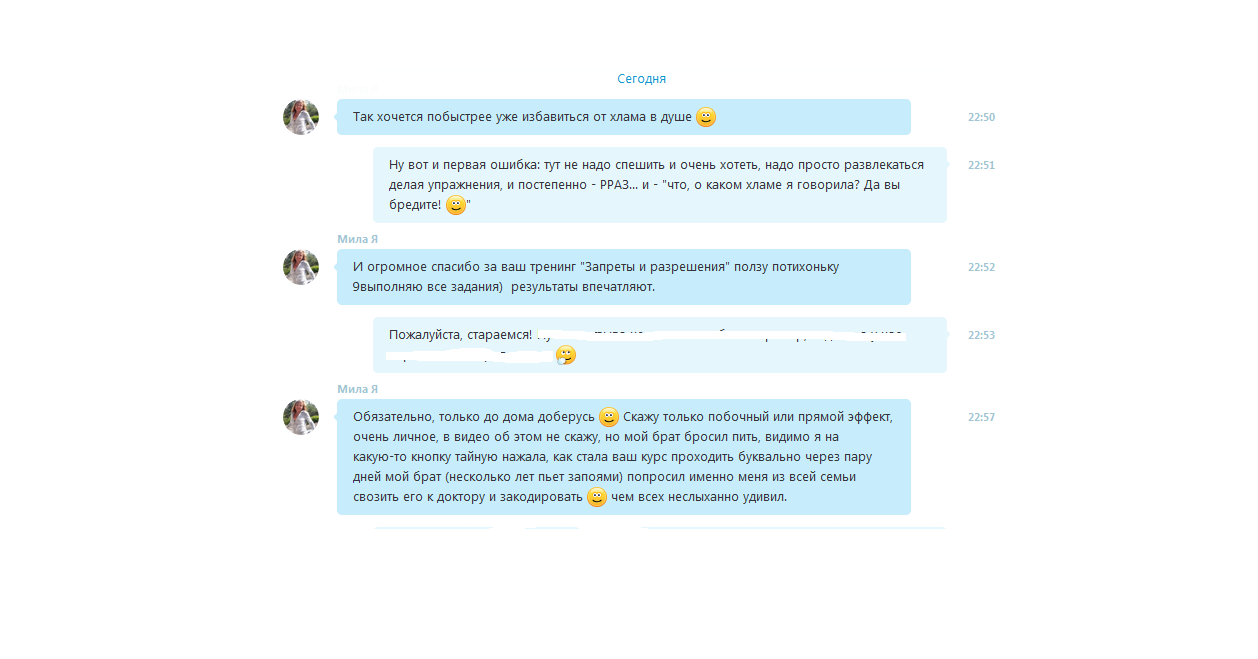 Сегодня
Так хочется побыстрее уже избавиться от хлама в душе
22:50
Ну вот и первая ошибка: тут не надо спешить и очень хотеть, надо просто развлекаться
22:51
делая упражнения, и постепенно - РРАЗ... и - "что, о каком хламе я говорила? Да вы
бредите! "
Мила Я
И огромное спасибо за ваш тренинг "Запреты и разрешения" ползу потихоньку
22:52
9выполняю все задания)  результаты впечатляют.
Пожалуйста, стараемся!
22:53
Мила Я
Обязательно, только до дома доберусь Скажу только побочный или прямой эффект,
22:57
очень личное, в видео об этом не скажу, но мой брат бросил пить, видимо я на
какую-то кнопку тайную нажала, как стала ваш курс проходить буквально через пару
дней мой брат (несколько лет пьет запоями) попросил именно меня из всей семьи
свозить его к доктору и закодировать чем всех неслыханно удивил.